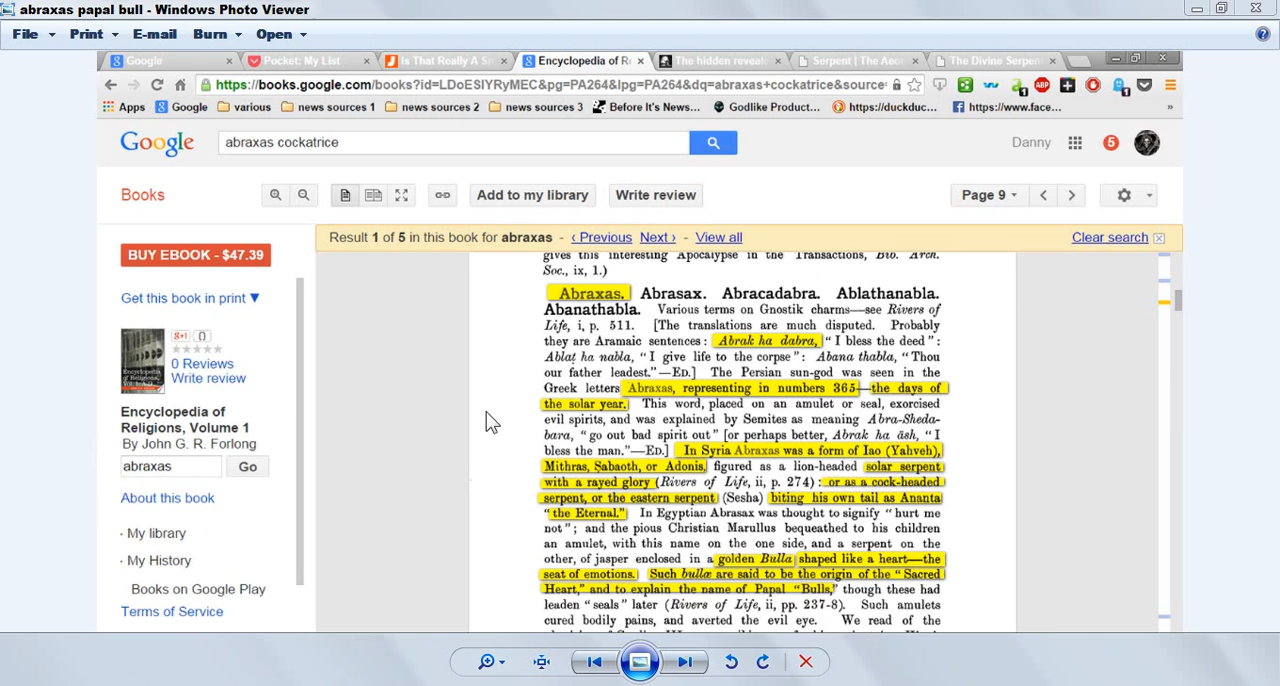 abraxas papal bull - Windows Photo Viewer
File Print E-mail Burn Open
Google Pocket: My List Is That Really A Si Encyclopedia of Re The hidden reveale Serpent | The Aco The Divine Serpen
https://books.google.com/books?id=LDoESIYRyMEC&pg=PA264&lpg=PA264&dq=abraxas+cockatrice&source=
Apps Google various news sources 1 news sources 2 news sources 3 Before It's News... Godlike Product... https://duckduc... https://www.face... »
Google abraxas cockatrice Danny 5
Books Add to my library Write review Page 9
Result 1 of 5 in this book for abraxas - ‹ Previous Next › - View all Clear search
BUY EBOOK - $47.39
Get this book in print ▼
g+1 0
0 Reviews
Write review
Encyclopedia of
Religions, Volume 1
By John G. R. Forlong
abraxas Go
About this book
My library
My History
Books on Google Play
Terms of Service
gives this interesting Apocalypse in the Transactions, Bib. Arch.
Soc., ix, 1.)
Abraxas. Abrasax. Abracadabra. Ablathanabla.
Abanathabla. Various terms on Gnostik charms—see Rivers of
Life, i, p. 511. [The translations are much disputed. Probably
they are Aramaic sentences: Abrak ha dabra, "I bless the deed":
Ablat ha nabla, "I give life to the corpse": Abana thabla, "Thou
our father leadest."—ED.] The Persian sun-god was seen in the
Greek letters Abraxas, representing in numbers 365—the days of
the solar year. This word, placed on an amulet or seal, exorcised
evil spirits, and was explained by Semites as meaning Abra-Sheda-
bara, "go out bad spirit out" [or perhaps better, Abrak ha āsh, "I
bless the man."—ED.] In Syria Abraxas was a form of Iao (Yahveh),
Mithras, Sabaoth, or Adonis, figured as a lion-headed solar serpent
with a rayed glory (Rivers of Life, ii, p. 274): or as a cock-headed
serpent, or the eastern serpent (Sesha) biting his own tail as Ananta
"the Eternal." In Egyptian Abrasax was thought to signify "hurt me
not"; and the pious Christian Marullus bequeathed to his children
an amulet, with this name on the one side, and a serpent on the
other, of jasper enclosed in a golden Bulla shaped like a heart—the
seat of emotions. Such bullæ are said to be the origin of the "Sacred
Heart," and to explain the name of Papal "Bulls," though these had
leaden "seals" later (Rivers of Life, ii, pp. 237-8). Such amulets
cured bodily pains, and averted the evil eye. We read of the